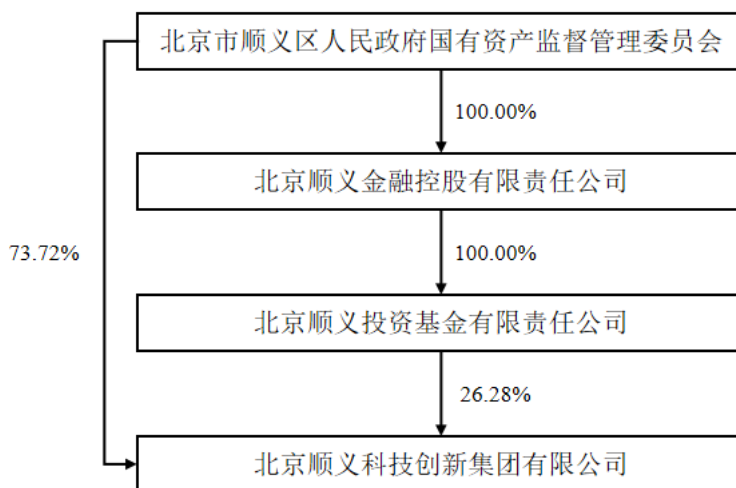 北京市顺义区人民政府国有资产监督管理委员会
100.00%
北京顺义金融控股有限责任公司
73.72%
100.00%
北京顺义投资基金有限责任公司
26.28%
北京顺义科技创新集团有限公司